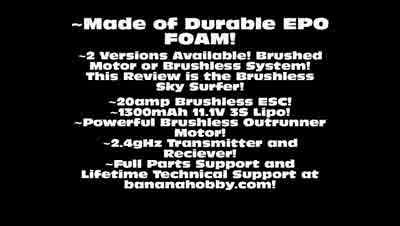 ~Made of Durable EPO
FOAM!
~2 Versions Available! Brushed
Motor or Brushless System!
This Review is the Brushless
Sky Surfer!
~20amp Brushless ESC!
~1300mAh 11.1V 3S Lipo!
~Powerful Brushless Outrunner
Motor!
~2.4gHz Transmitter and
Reciever!
~Full Parts Support and
Lifetime Technical Support at
bananahobby.com!